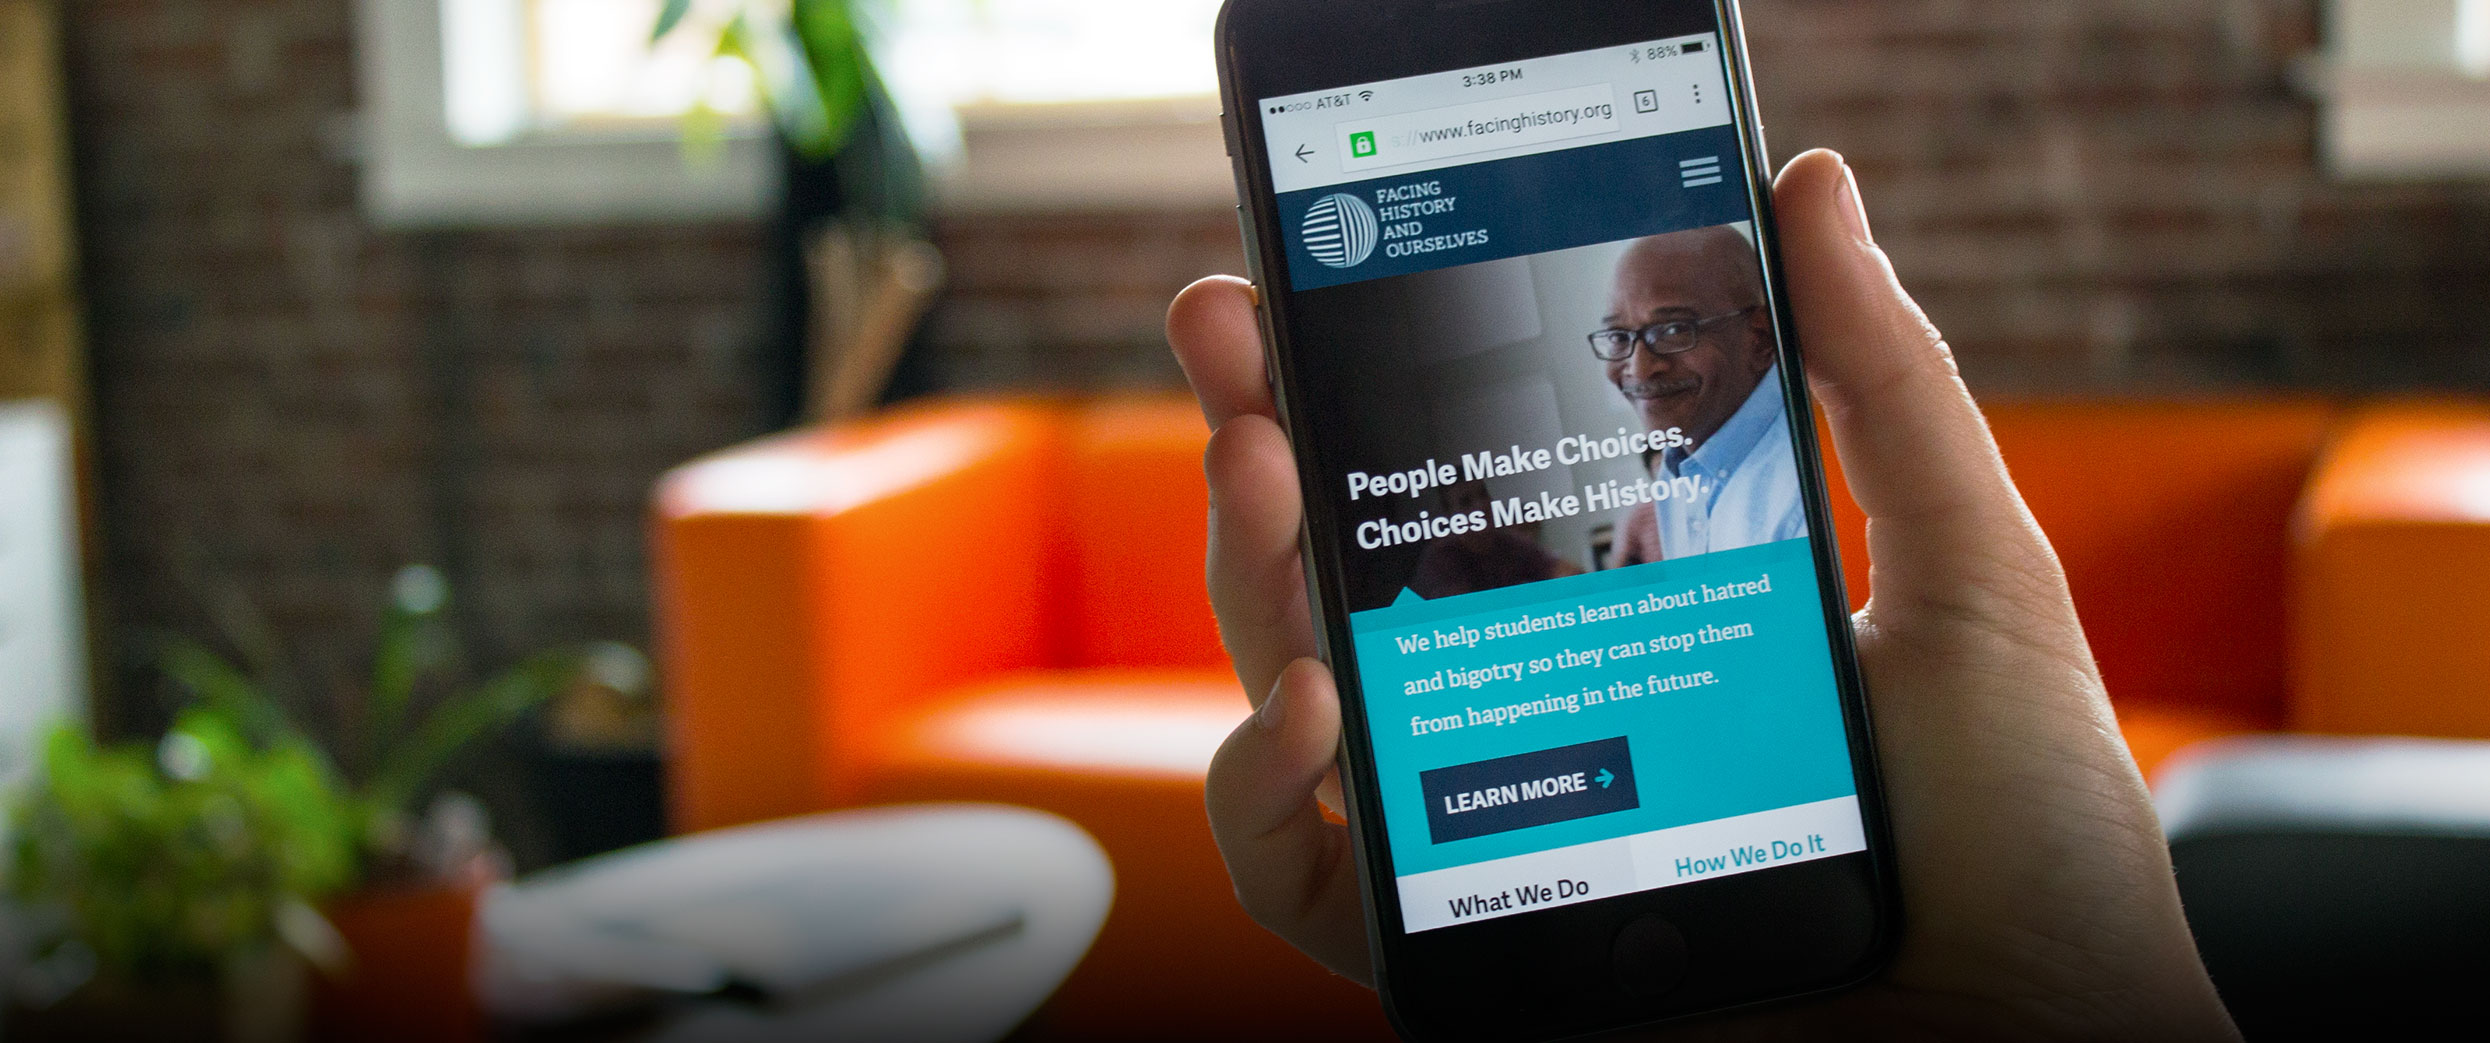 AT&T 3:38 PM 88%
s://www.facinghistory.org 6
FACING
HISTORY
AND
OURSELVES
People Make Choices.
Choices Make History.
We help students learn about hatred
and bigotry so they can stop them
from happening in the future.
LEARN MORE
What We Do How We Do It